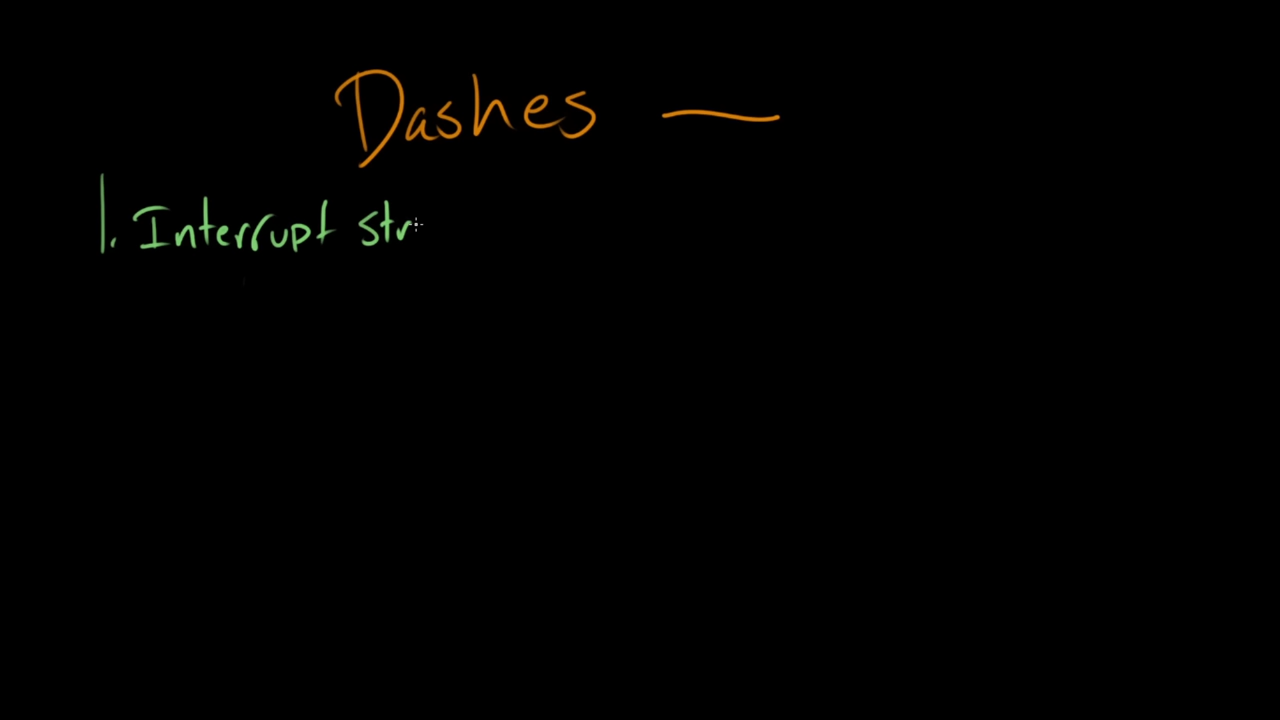 Dashes —
1. Interrupt str